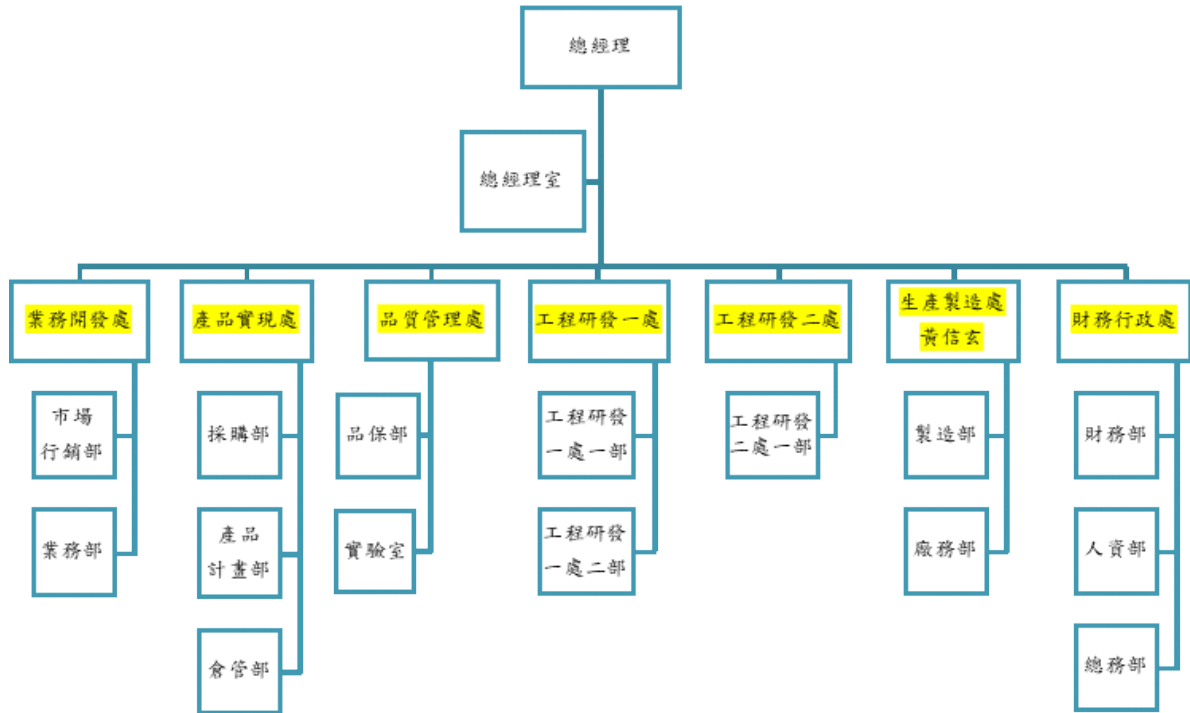 總經理
總經理室
業務開發處
產品實現處
品質管理處
工程研發一處
工程研發二處
生產製造處
黃信玄
財務行政處
市場
行銷部
採購部
品保部
工程研發
一處一部
工程研發
二處一部
製造部
財務部
業務部
產品
計畫部
實驗室
工程研發
一處二部
廠務部
人資部
倉管部
總務部